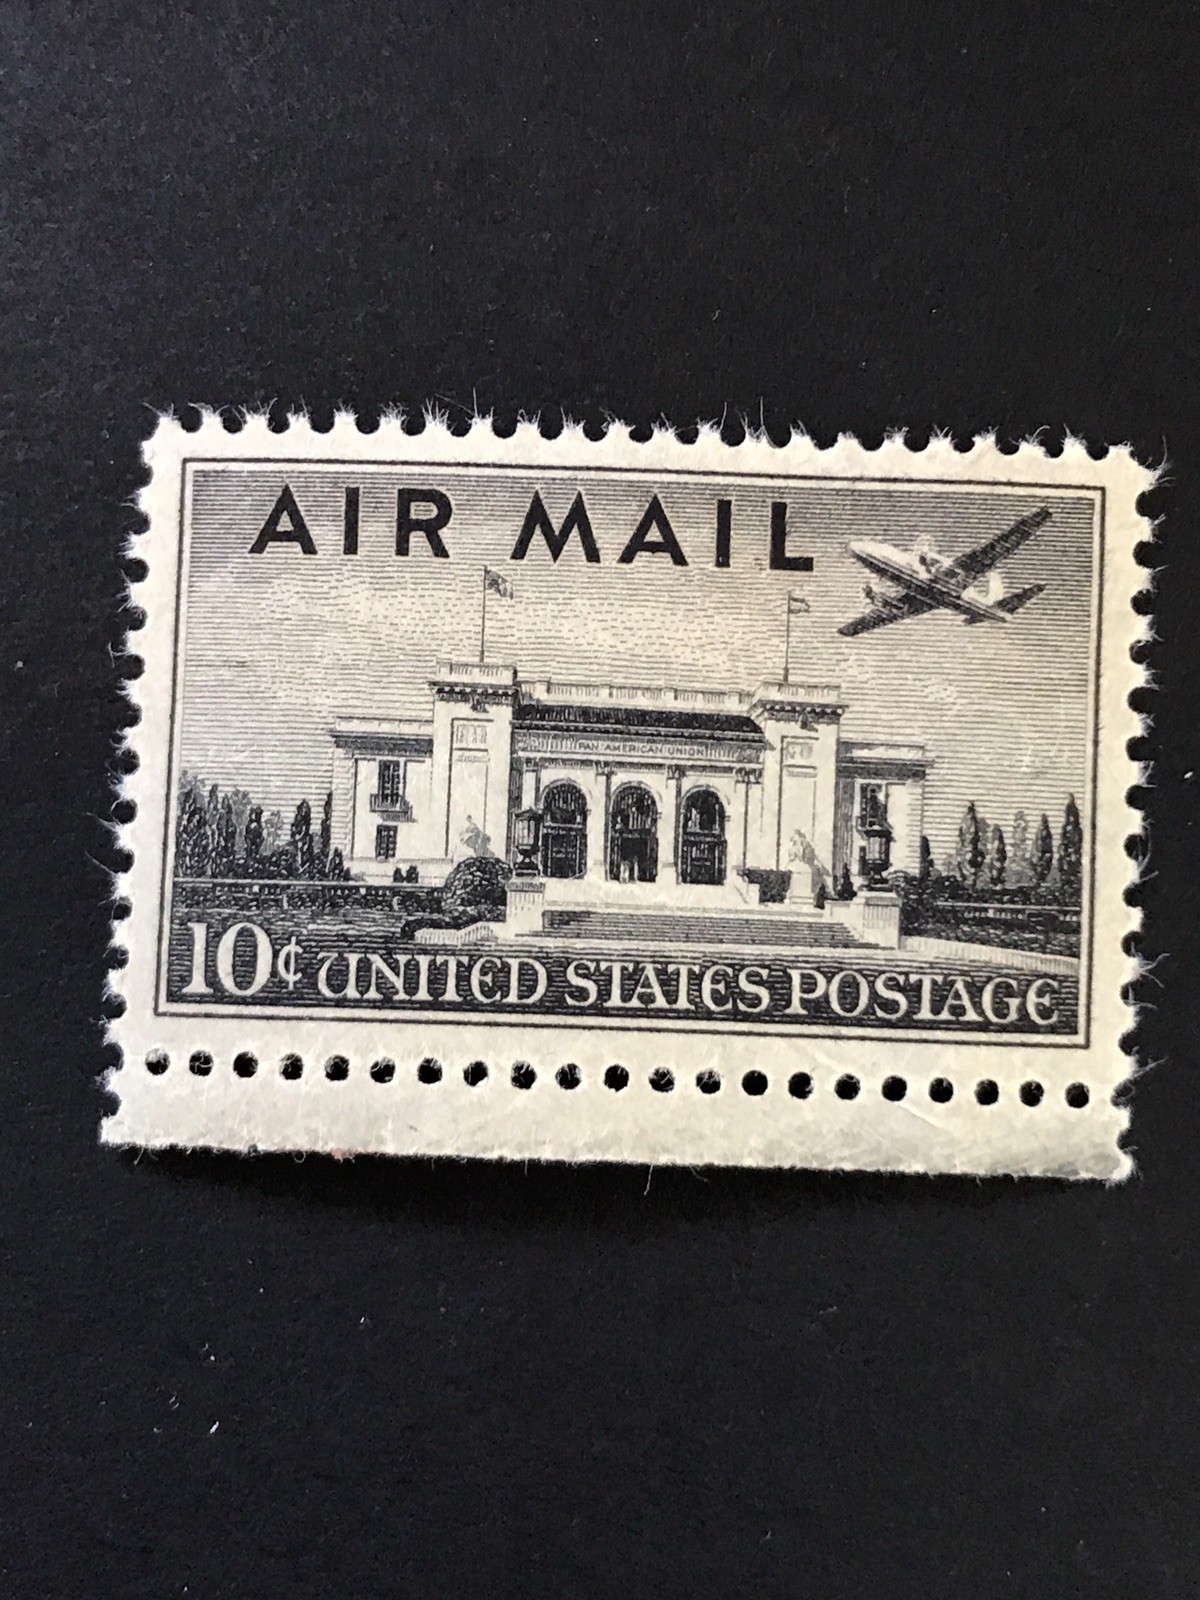 AIR MAIL
PAN AMERICAN UNION
10¢ UNITED STATES POSTAGE